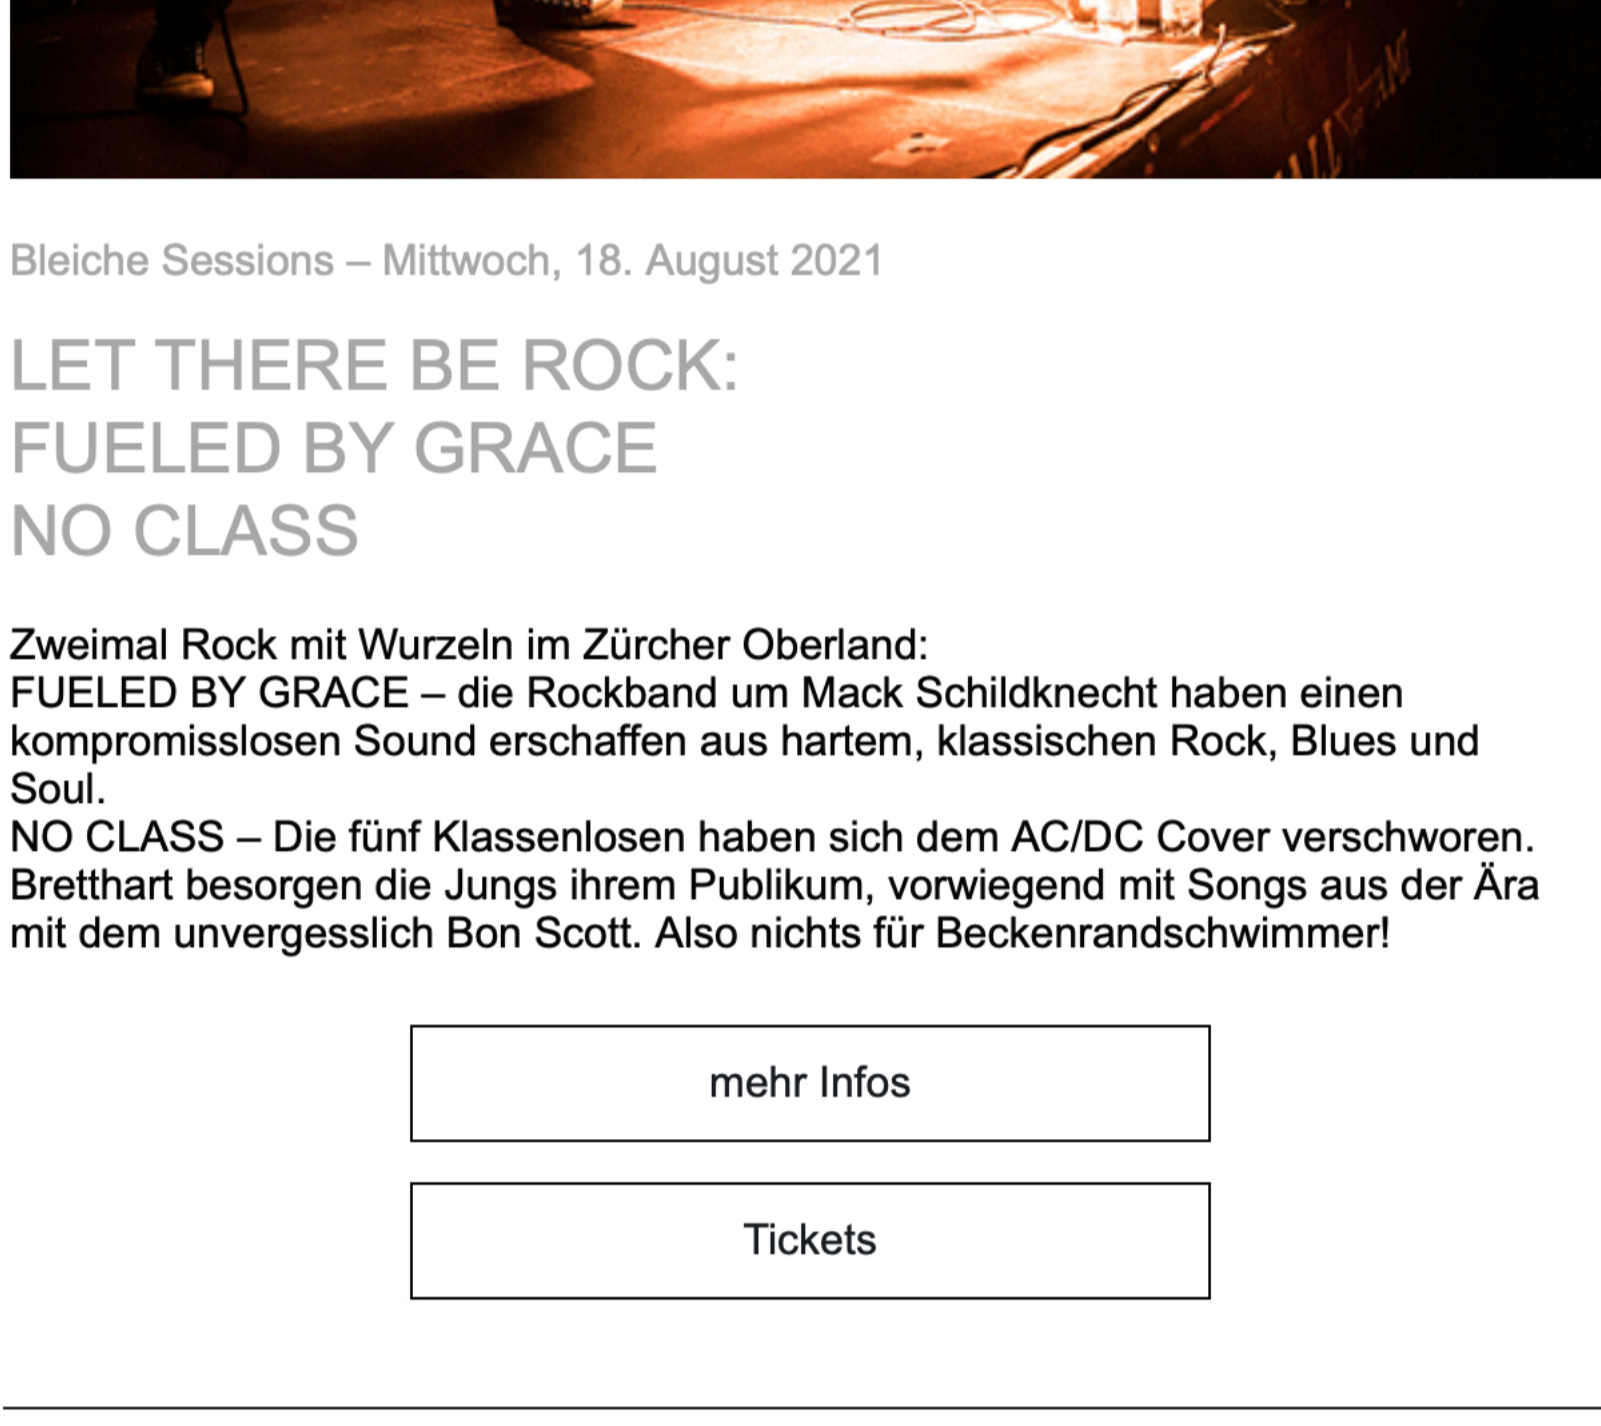 Bleiche Sessions – Mittwoch, 18. August 2021
LET THERE BE ROCK:
FUELED BY GRACE
NO CLASS
Zweimal Rock mit Wurzeln im Zürcher Oberland:
FUELED BY GRACE – die Rockband um Mack Schildknecht haben einen
kompromisslosen Sound erschaffen aus hartem, klassischen Rock, Blues und
Soul.
NO CLASS – Die fünf Klassenlosen haben sich dem AC/DC Cover verschworen.
Bretthart besorgen die Jungs ihrem Publikum, vorwiegend mit Songs aus der Ära
mit dem unvergesslich Bon Scott. Also nichts für Beckenrandschwimmer!
mehr Infos
Tickets